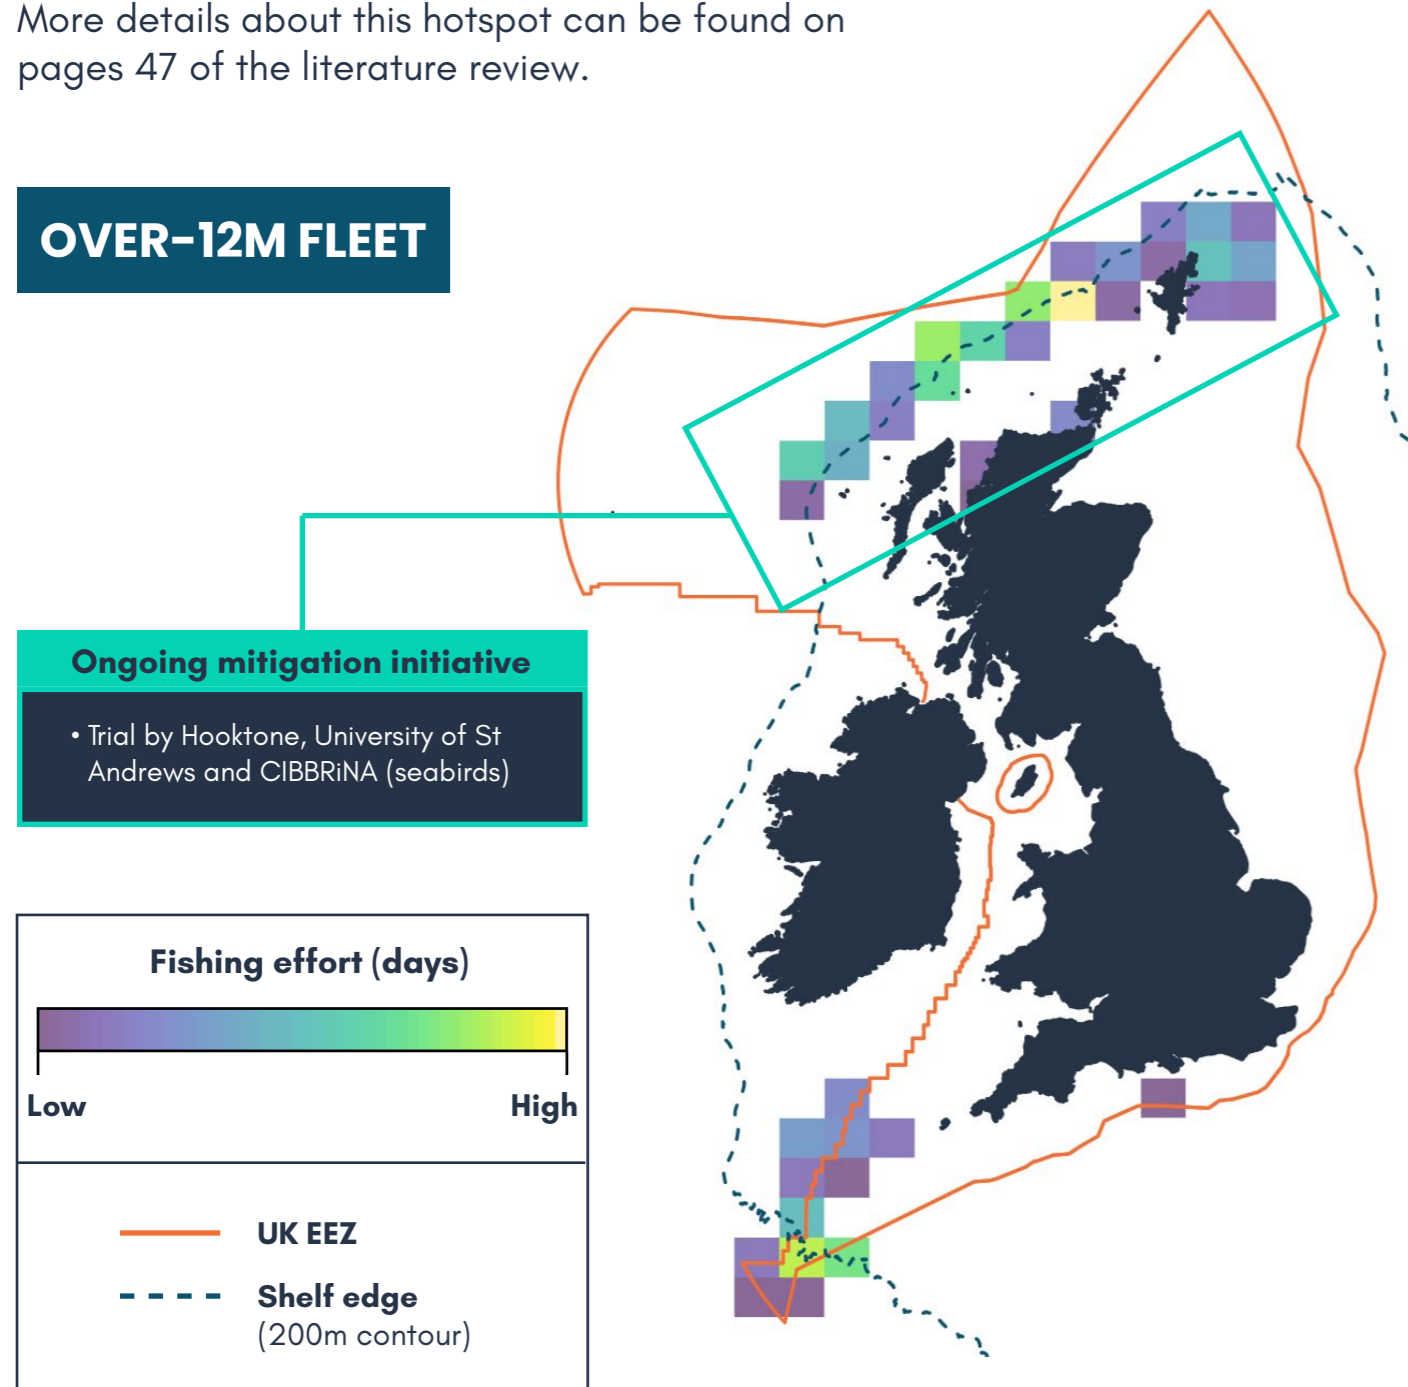 More details about this hotspot can be found on
pages 47 of the literature review.
OVER-12M FLEET
Ongoing mitigation initiative
• Trial by Hooktone, University of St
Andrews and CIBBRiNA (seabirds)
Fishing effort (days)
Low High
UK EEZ
Shelf edge
(200m contour)